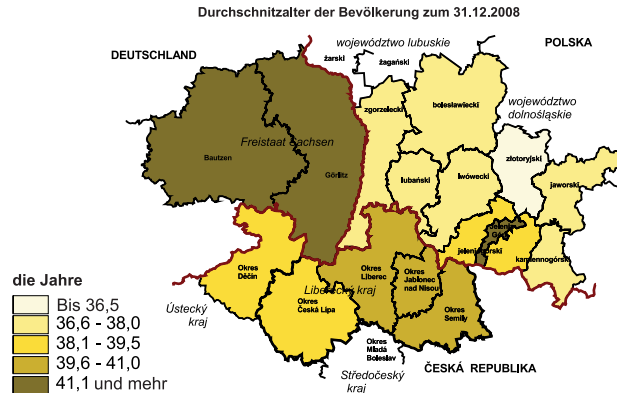 Durchschnitzalter der Bevölkerung zum 31.12.2008
DEUTSCHLAND
województwo lubuskie
POLSKA
żarski
żagański
zgorzelecki
bolesławiecki
województwo
dolnośląskie
Freistaat Sachsen
Bautzen
Görlitz
lubański
lwówecki
złotoryjski
jaworski
Jelenia
Góra
jeleniogórski
kamiennogórski
Okres
Děčín
Okres
Liberec
Okres
Jablonec
nad Nisou
Liberecký kraj
Okres
Česká Lípa
Okres
Semily
Ústecký
kraj
Okres
Mladá
Boleslav
Středočeský
kraj
ČESKÁ REPUBLIKA
die Jahre
Bis 36,5
36,6 - 38,0
38,1 - 39,5
39,6 - 41,0
41,1 und mehr